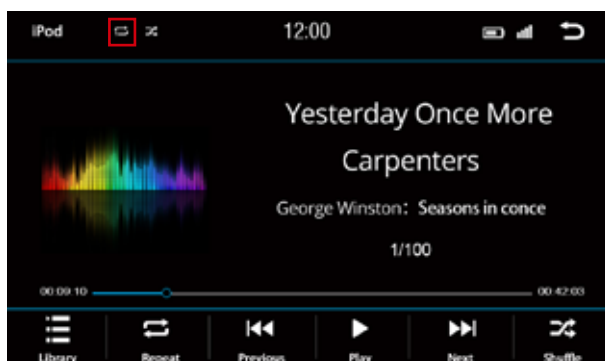 iPod 12:00
Yesterday Once More
Carpenters
George Winston: Seasons in conce
1/100
00:09:10 00:42:03
Library Repeat Previous Play Next Shuffle